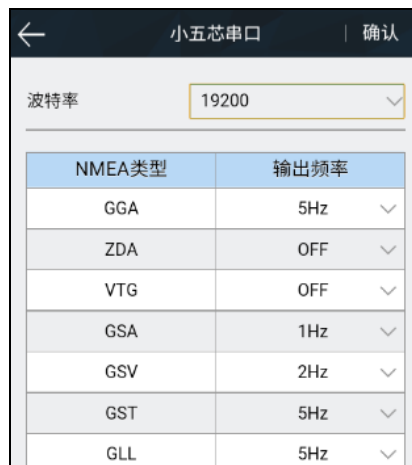 小五芯串口 | 确认
波特率 19200
NMEA类型 输出频率
GGA 5Hz
ZDA OFF
VTG OFF
GSA 1Hz
GSV 2Hz
GST 5Hz
GLL 5Hz